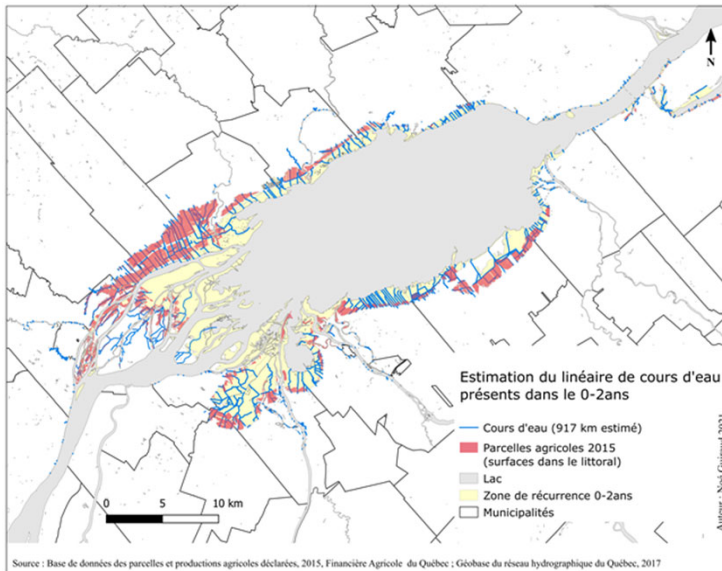 N
Estimation du linéaire de cours d'eau
présents dans le 0-2ans
Cours d'eau (917 km estimé)
Parcelles agricoles 2015
(surfaces dans le littoral)
Lac
Zone de récurrence 0-2ans
Municipalités
0 5 10 km
Source : Base de données des parcelles et productions agricoles déclarées, 2015, Financière Agricole du Québec ; Géobase du réseau hydrographique du Québec, 2017